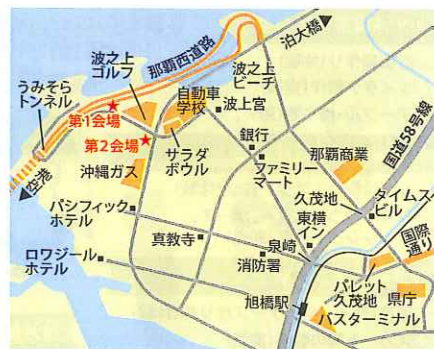 泊大橋
那覇西道路
波之上
ゴルフ
波之上
ビーチ
うみそら
トンネル
自動車
学校
波上宮
第1会場
第2会場
サラダ
ボウル
銀行
ファミリー
マート
那覇商業
国道58号線
空港
沖縄ガス
パシフィック
ホテル
久茂地
タイムス
ビル
東横
イン
真教寺
泉崎
国際
通り
ロワジール
ホテル
消防署
パレット
久茂地
県庁
旭橋駅
バスターミナル